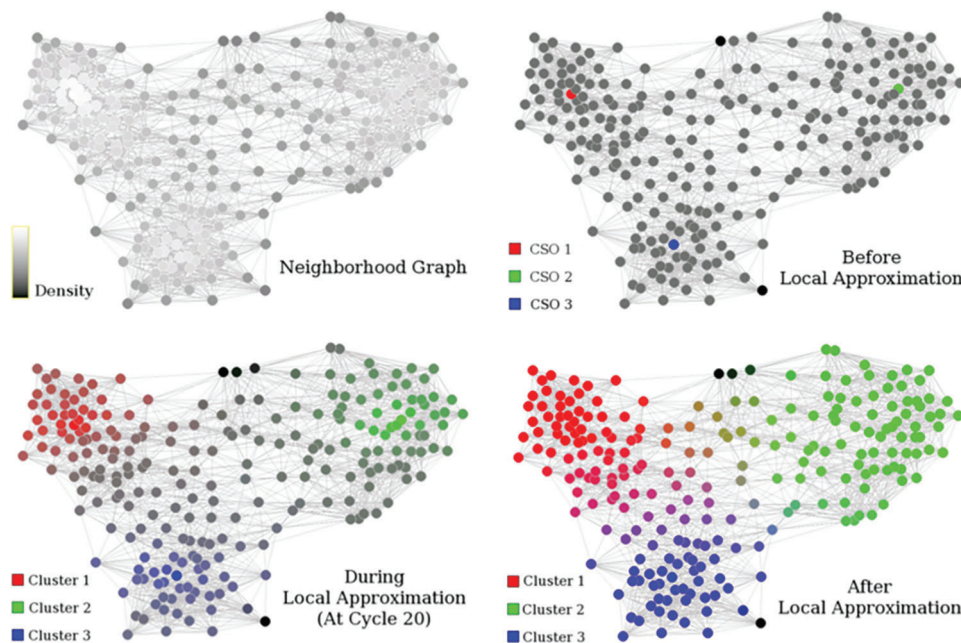 Neighborhood Graph
Density
CSO 1
CSO 2
CSO 3
Before
Local Approximation
Cluster 1
Cluster 2
Cluster 3
During
Local Approximation
(At Cycle 20)
Cluster 1
Cluster 2
Cluster 3
After
Local Approximation